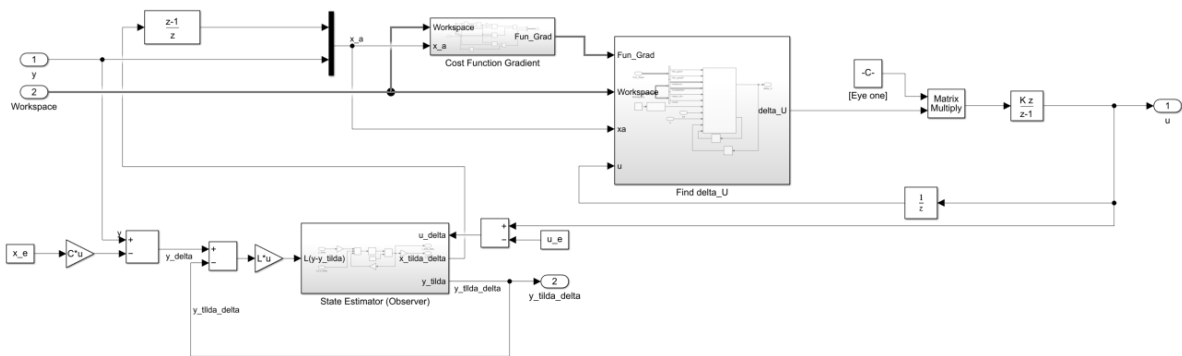 z-1
z
1
y
2
Workspace
x_a
Workspace
x_a
Fun_Grad
Cost Function Gradient
Fun_Grad
Workspace
xa
u
delta_U
Find delta_U
-C-
[Eye one]
Matrix
Multiply
K z
z-1
1
u
1
z
x_e
C*u
y
+
−
y_delta
+
−
y_tilda_delta
L*u
L(y-y_tilda)
u_delta
x_tilda_delta
y_tilda
State Estimator (Observer)
+
−
u_e
y_tilda_delta
2
y_tilda_delta